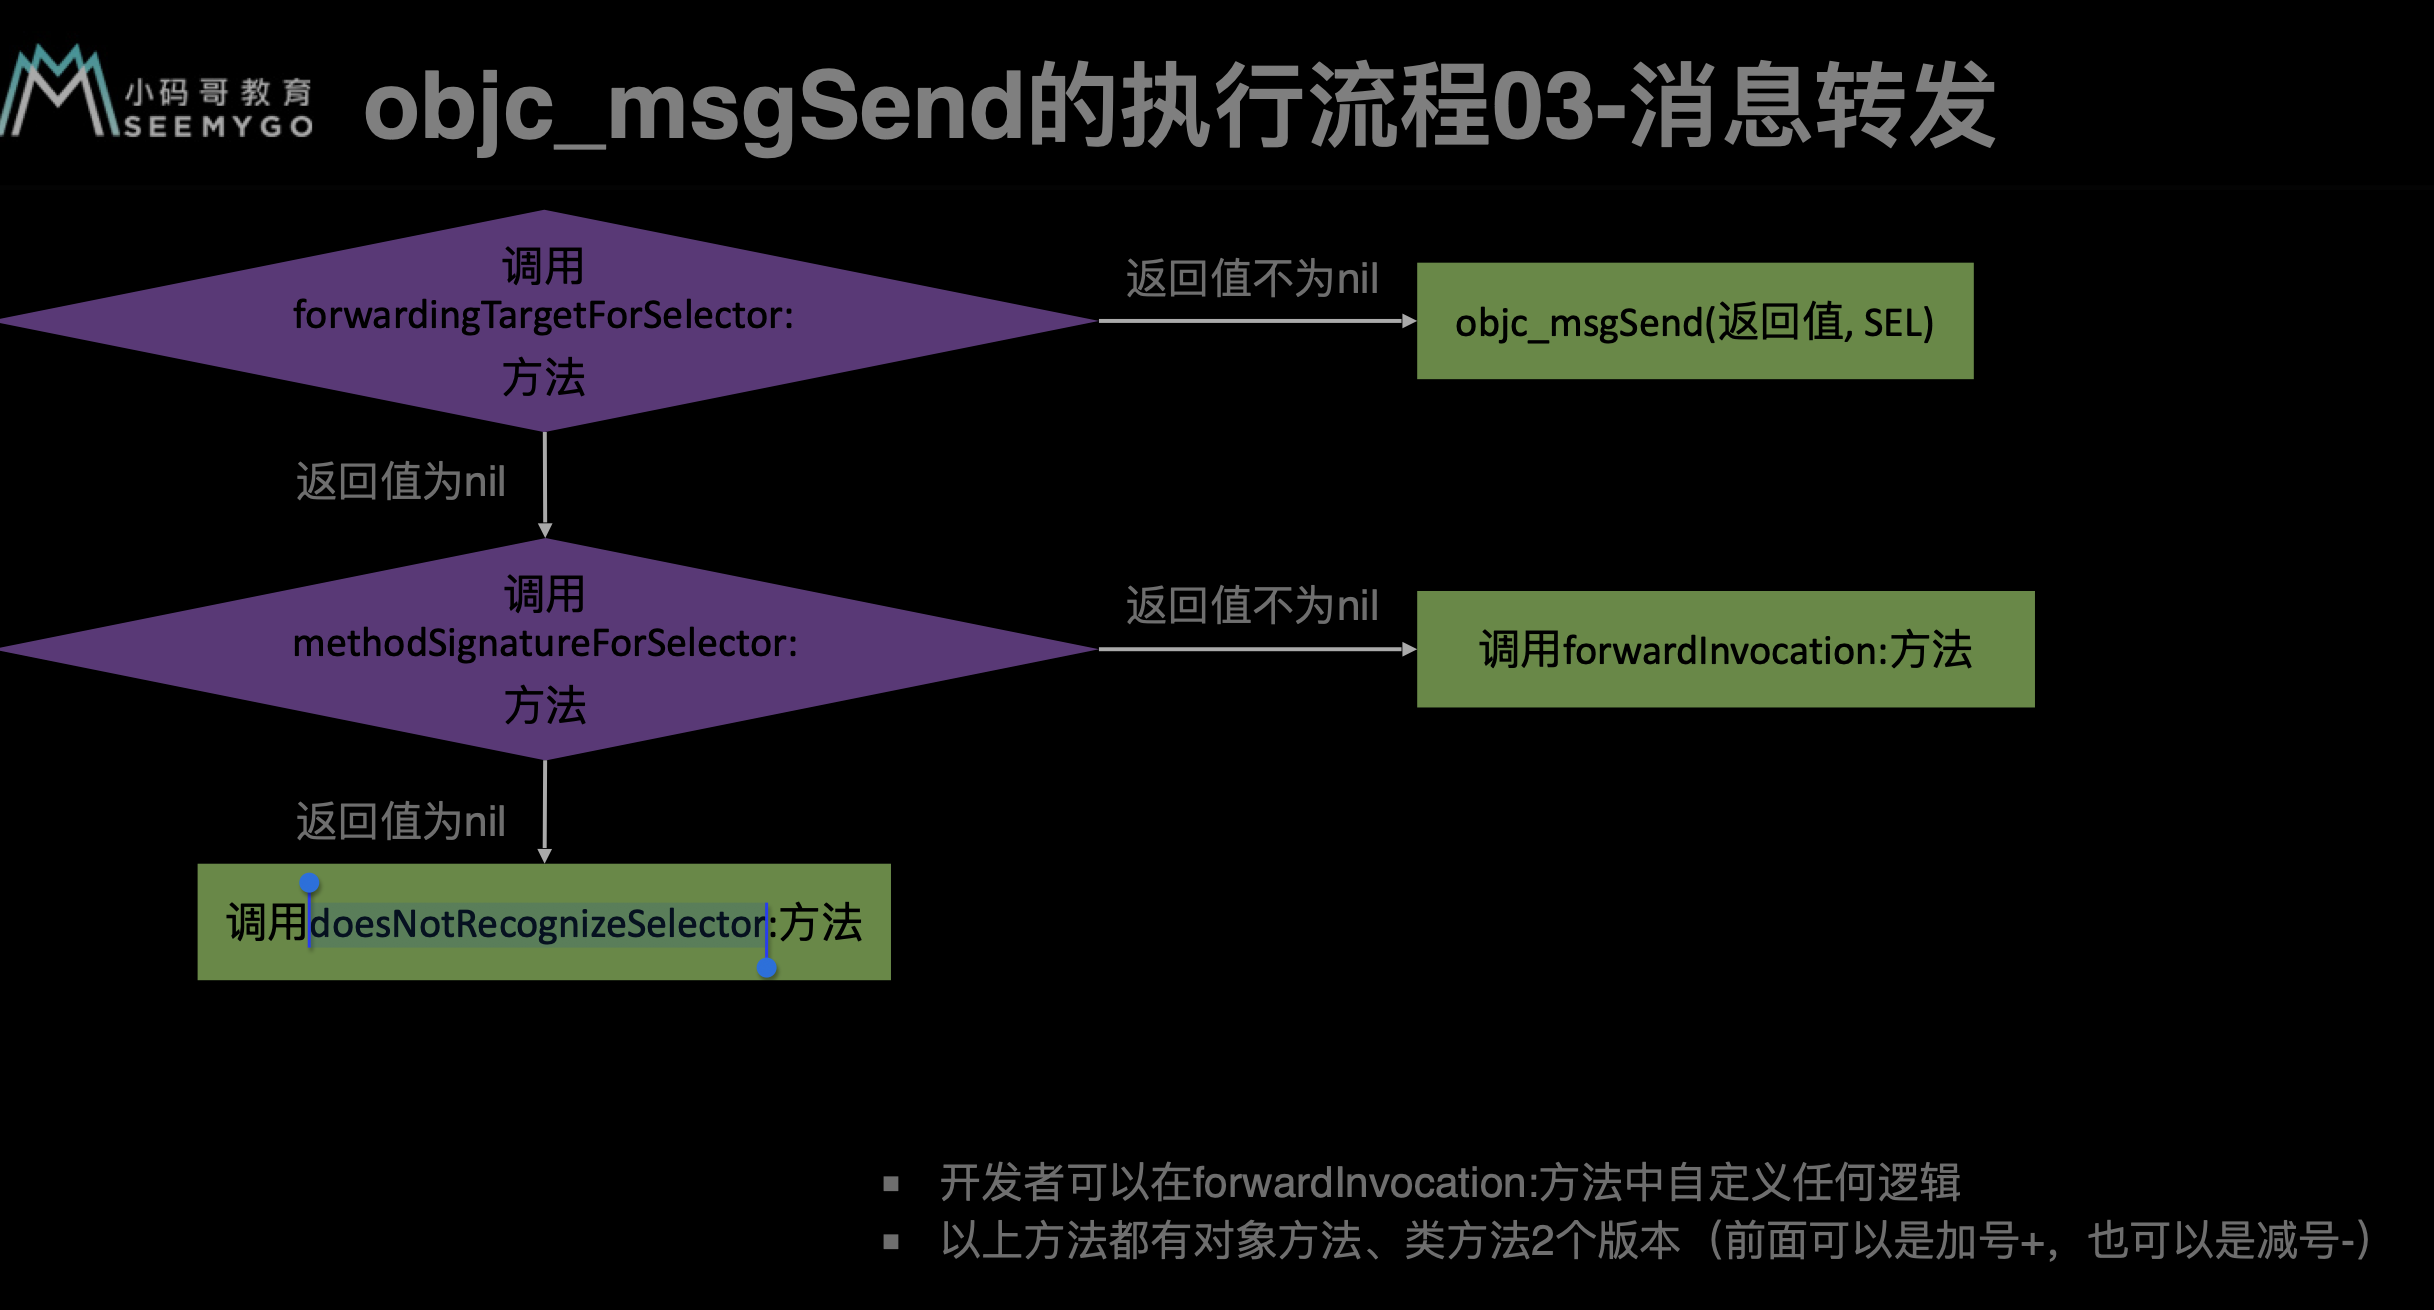 小码哥教育
SEEMYGO
objc_msgSend的执行流程03-消息转发
调用
forwardingTargetForSelector:
方法
返回值不为nil
objc_msgSend(返回值, SEL)
返回值为nil
调用
methodSignatureForSelector:
方法
返回值不为nil
调用forwardInvocation:方法
返回值为nil
调用doesNotRecognizeSelector:方法
▪ 开发者可以在forwardInvocation:方法中自定义任何逻辑
▪ 以上方法都有对象方法、类方法2个版本（前面可以是加号+，也可以是减号-）